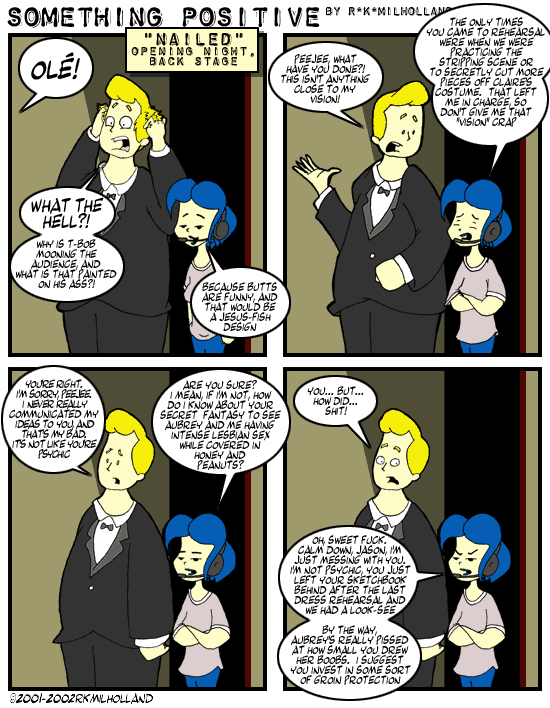 SOMETHING POSITIVE BY R*K*MILHOLLAND
"NAILED"
OPENING NIGHT,
BACK STAGE
OLÉ!
WHAT THE
HELL?!
WHY IS T-BOB
MOONING THE
AUDIENCE, AND
WHAT IS THAT PAINTED
ON HIS ASS?!
BECAUSE BUTTS
ARE FUNNY, AND
THAT WOULD BE
A JESUS-FISH
DESIGN
PEEJEE, WHAT
HAVE YOU DONE?!
THIS ISN'T ANYTHING
CLOSE TO MY
VISION!
THE ONLY TIMES
YOU CAME TO REHEARSAL
WERE WHEN WE WERE
PRACTICING THE
STRIPPING SCENE OR
TO SECRETLY CUT MORE
PIECES OFF CLAIRE'S
COSTUME. THAT LEFT
ME IN CHARGE, SO
DON'T GIVE ME THAT
"VISION" CRAP
YOU'RE RIGHT.
I'M SORRY, PEEJEE.
I NEVER REALLY
COMMUNICATED MY
IDEAS TO YOU AND
THAT'S MY BAD.
IT'S NOT LIKE YOU'RE
PSYCHIC
ARE YOU SURE?
I MEAN, IF I'M NOT, HOW
DO I KNOW ABOUT YOUR
SECRET FANTASY TO SEE
AUBREY AND ME HAVING
INTENSE LESBIAN SEX
WHILE COVERED IN
HONEY AND
PEANUTS?
YOU... BUT...
HOW DID...
SHIT!
OH, SWEET FUCK.
CALM DOWN, JASON, I'M
JUST MESSING WITH YOU.
I'M NOT PSYCHIC, YOU JUST
LEFT YOUR SKETCHBOOK
BEHIND AFTER THE LAST
DRESS REHEARSAL AND
WE HAD A LOOK-SEE
BY THE WAY,
AUBREY'S REALLY PISSED
AT HOW SMALL YOU DREW
HER BOOBS. I SUGGEST
YOU INVEST IN SOME SORT
OF GROIN PROTECTION
©2001-2002RKMILHOLLAND